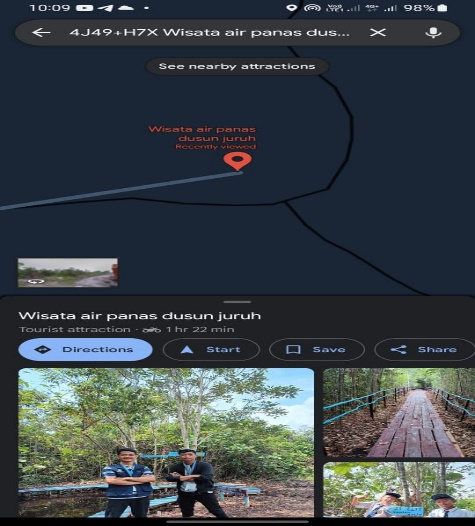 10:09
98%
4J49+H7X Wisata air panas dus...
See nearby attractions
Wisata air panas
dusun juruh
Recently viewed
Wisata air panas dusun juruh
Tourist attraction · 1 hr 22 min
Directions
Start
Save
Share